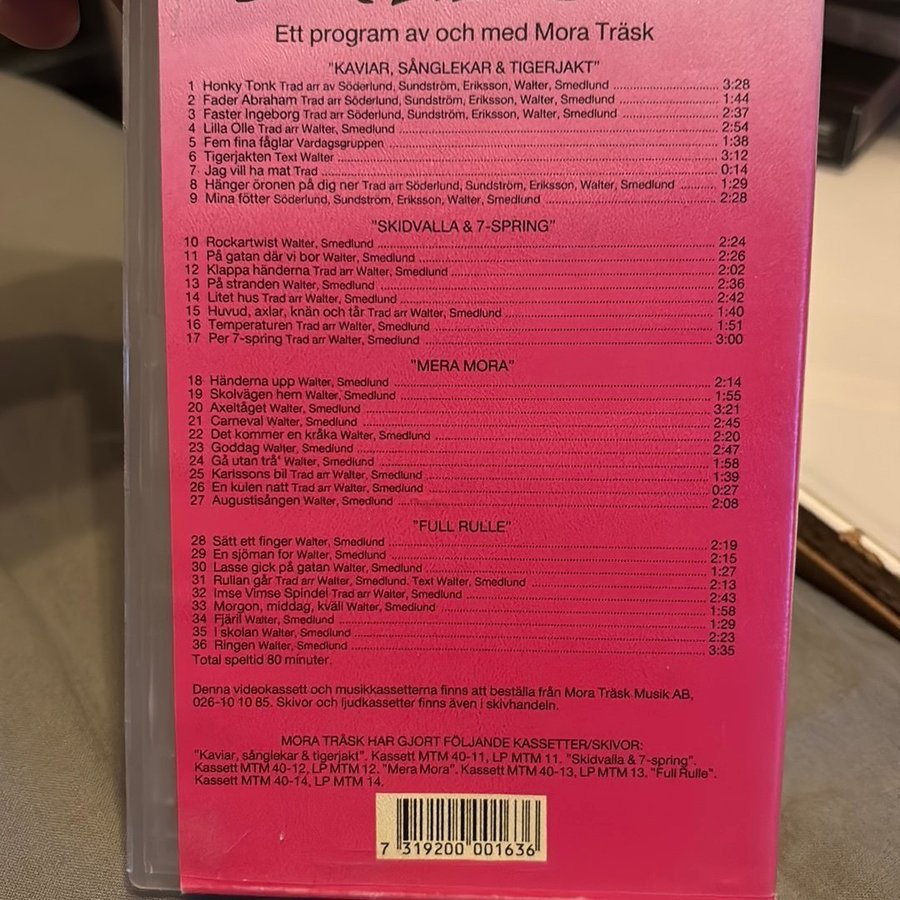 Ett program av och med Mora Träsk
"KAVIAR, SÅNGLEKAR & TIGERJAKT"
1 Honky Tonk Trad arr av Söderlund, Sundström, Eriksson, Walter, Smedlund 3:28
2 Fader Abraham Trad arr Söderlund, Sundström, Eriksson, Walter, Smedlund 1:44
3 Faster Ingeborg Trad arr Söderlund, Sundström, Eriksson, Walter, Smedlund 2:37
4 Lilla Olle Trad arr Walter, Smedlund 2:54
5 Fem fina fåglar Vardagsgruppen 1:38
6 Tigerjakten Text Walter 3:12
7 Jag vill ha mat Trad 0:14
8 Hänger öronen på dig ner Trad arr Söderlund, Sundström, Eriksson, Walter, Smedlund 1:29
9 Mina fötter Söderlund, Sundström, Eriksson, Walter, Smedlund 2:28
"SKIDVALLA & 7-SPRING"
10 Rockartwist Walter, Smedlund 2:24
11 På gatan där vi bor Walter, Smedlund 2:26
12 Klappa händerna Trad arr Walter, Smedlund 2:02
13 På stranden Walter, Smedlund 2:36
14 Litet hus Trad arr Walter, Smedlund 2:42
15 Huvud, axlar, knän och tår Trad arr Walter, Smedlund 1:40
16 Temperaturen Trad arr Walter, Smedlund 1:51
17 Per 7-spring Trad arr Walter, Smedlund 3:00
"MERA MORA"
18 Händerna upp Walter, Smedlund 2:14
19 Skolvägen hem Walter, Smedlund 1:55
20 Axeltåget Walter, Smedlund 3:21
21 Carneval Walter, Smedlund 2:45
22 Det kommer en kråka Walter, Smedlund 2:20
23 Goddag Walter, Smedlund 2:47
24 Gå utan trå' Walter, Smedlund 1:58
25 Karlssons bil Trad arr Walter, Smedlund 1:39
26 En kulen natt Trad arr Walter, Smedlund 0:27
27 Augustisången Walter, Smedlund 2:08
"FULL RULLE"
28 Sätt ett finger Walter, Smedlund 2:19
29 En sjöman for Walter, Smedlund 2:15
30 Lasse gick på gatan Walter, Smedlund 1:27
31 Rullan går Trad arr Walter, Smedlund. Text Walter, Smedlund 2:13
32 Imse Vimse Spindel Trad arr Walter, Smedlund 2:43
33 Morgon, middag, kväll Walter, Smedlund 1:58
34 Fjäril Walter, Smedlund 1:29
35 I skolan Walter, Smedlund 2:23
36 Ringen Walter, Smedlund 3:35
Total speltid 80 minuter.
Denna videokassett och musikkassetterna finns att beställa från Mora Träsk Musik AB,
026-10 10 85. Skivor och ljudkassetter finns även i skivhandeln.
MORA TRÄSK HAR GJORT FÖLJANDE KASSETTER/SKIVOR:
"Kaviar, sånglekar & tigerjakt". Kassett MTM 40-11, LP MTM 11. "Skidvalla & 7-spring".
Kassett MTM 40-12, LP MTM 12. "Mera Mora". Kassett MTM 40-13, LP MTM 13. "Full Rulle".
Kassett MTM 40-14, LP MTM 14.
7 319200 001636